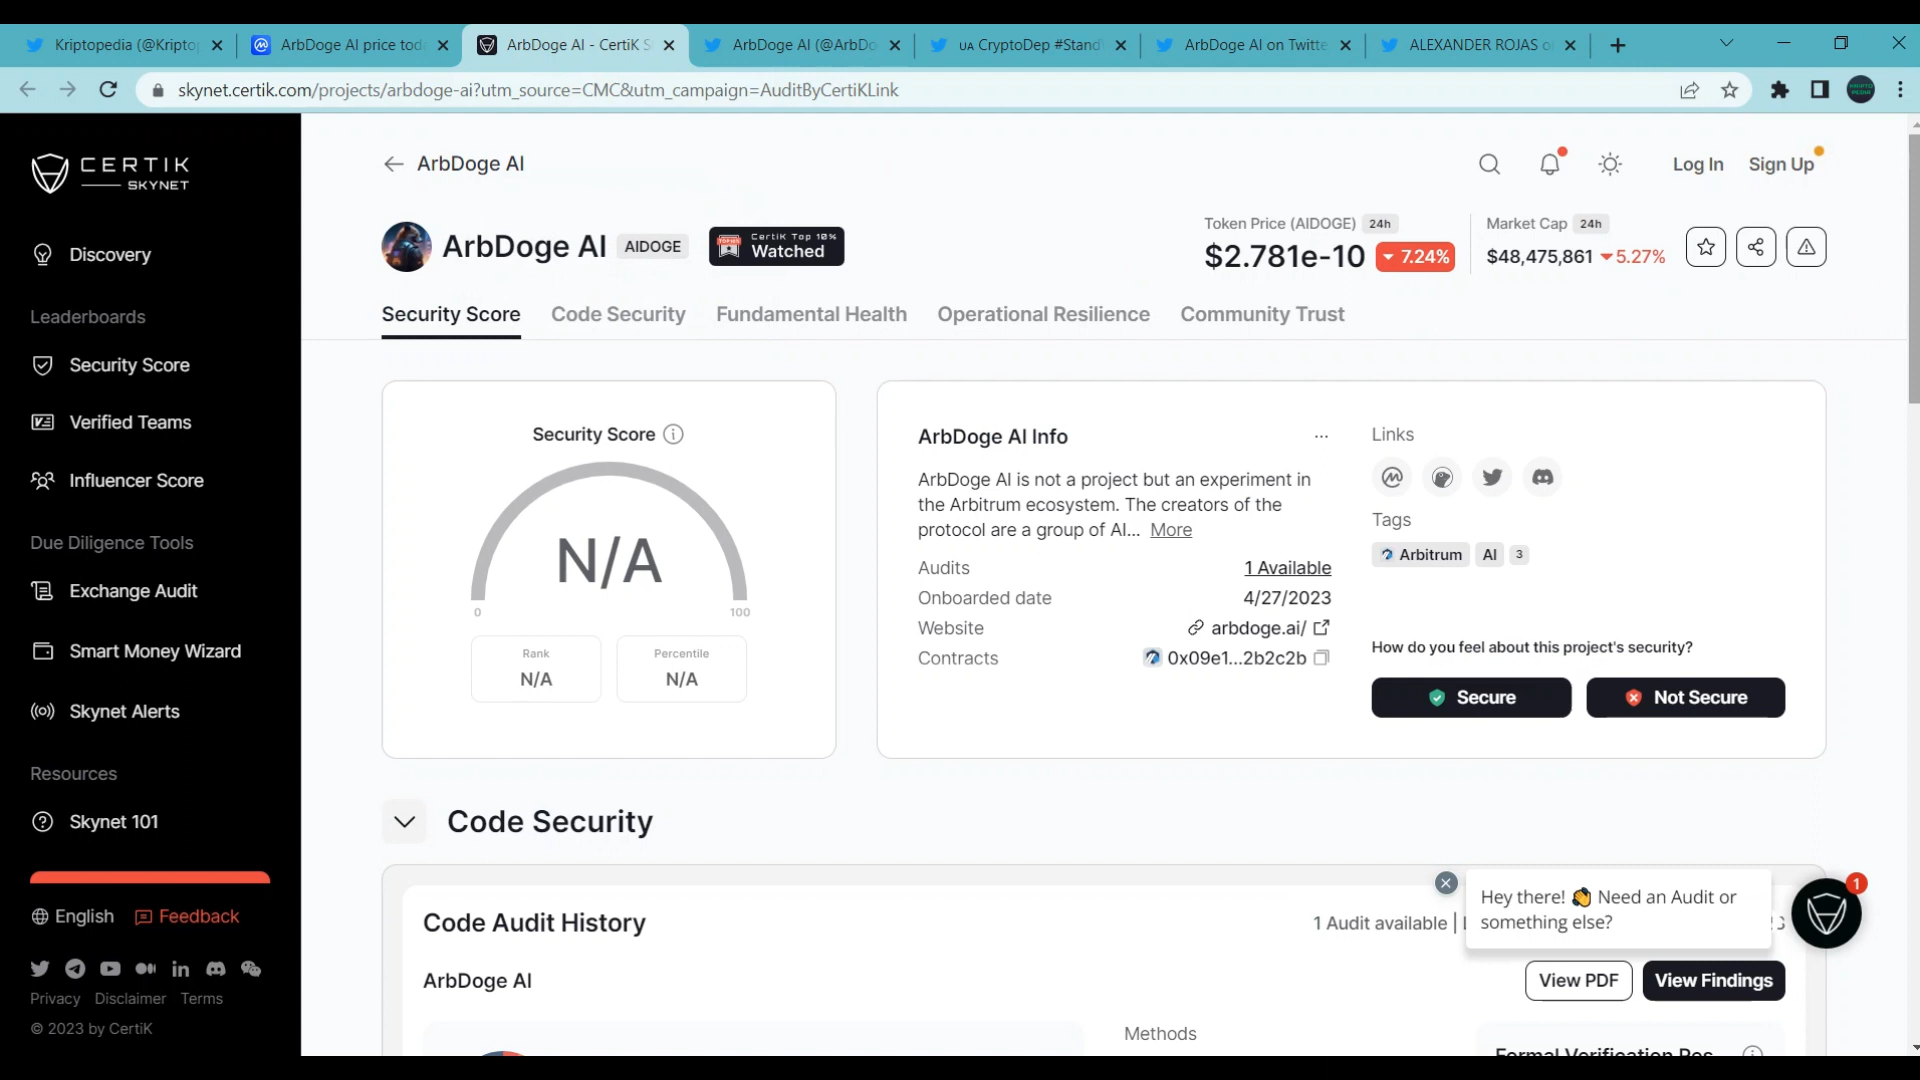 Kriptopedia (@Kripto
ArbDoge AI price tod
ArbDoge AI - CertiK S
ArbDoge AI (@ArbDo
UA CryptoDep #Stand
ArbDoge AI on Twitte
ALEXANDER ROJAS o
skynet.certik.com/projects/arbdoge-ai?utm_source=CMC&utm_campaign=AuditByCertiKLink
CERTIK
SKYNET
Discovery
Leaderboards
Security Score
Verified Teams
Influencer Score
Due Diligence Tools
Exchange Audit
Smart Money Wizard
Skynet Alerts
Resources
Skynet 101
English Feedback
Privacy Disclaimer Terms
© 2023 by CertiK
ArbDoge AI
Log In Sign Up
ArbDoge AI AIDOGE
CertiK Top 10%
Watched
Token Price (AIDOGE) 24h
$2.781e-10 7.24%
Market Cap 24h
$48,475,861 5.27%
Security Score Code Security Fundamental Health Operational Resilience Community Trust
Security Score
N/A
0 100
Rank
N/A
Percentile
N/A
ArbDoge AI Info
ArbDoge AI is not a project but an experiment in
the Arbitrum ecosystem. The creators of the
protocol are a group of AI... More
Audits 1 Available
Onboarded date 4/27/2023
Website arbdoge.ai/
Contracts 0x09e1...2b2c2b
Links
Tags
Arbitrum AI 3
How do you feel about this project's security?
Secure Not Secure
Code Security
Code Audit History
1 Audit available |
Hey there! 👏 Need an Audit or
something else?
1
ArbDoge AI
View PDF View Findings
Methods
Formal Verification Res